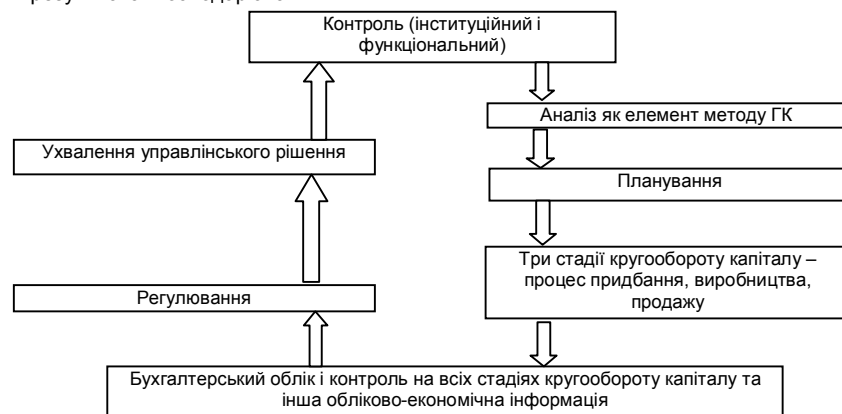 Контроль (інституційний і
функціональний)
Аналіз як елемент методу ГК
Ухвалення управлінського рішення
Планування
Три стадії кругообороту капіталу –
процес придбання, виробництва,
продажу
Регулювання
Бухгалтерський облік і контроль на всіх стадіях кругообороту капіталу та
інша обліково-економічна інформація